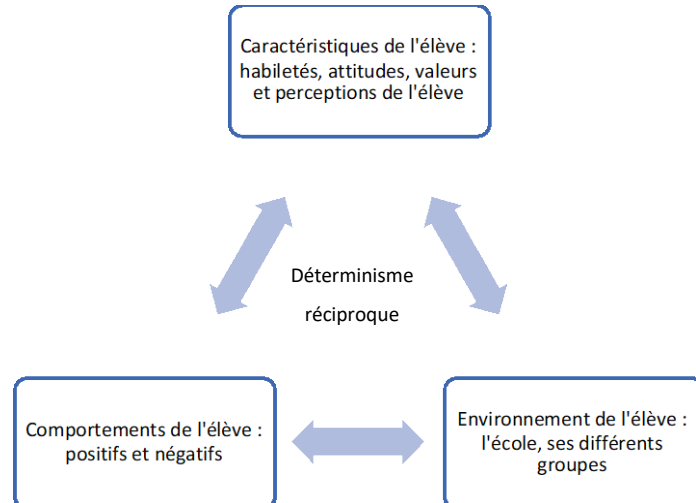 Caractéristiques de l'élève :
habiletés, attitudes, valeurs
et perceptions de l'élève
Déterminisme
réciproque
Comportements de l'élève :
positifs et négatifs
Environnement de l'élève :
l'école, ses différents
groupes